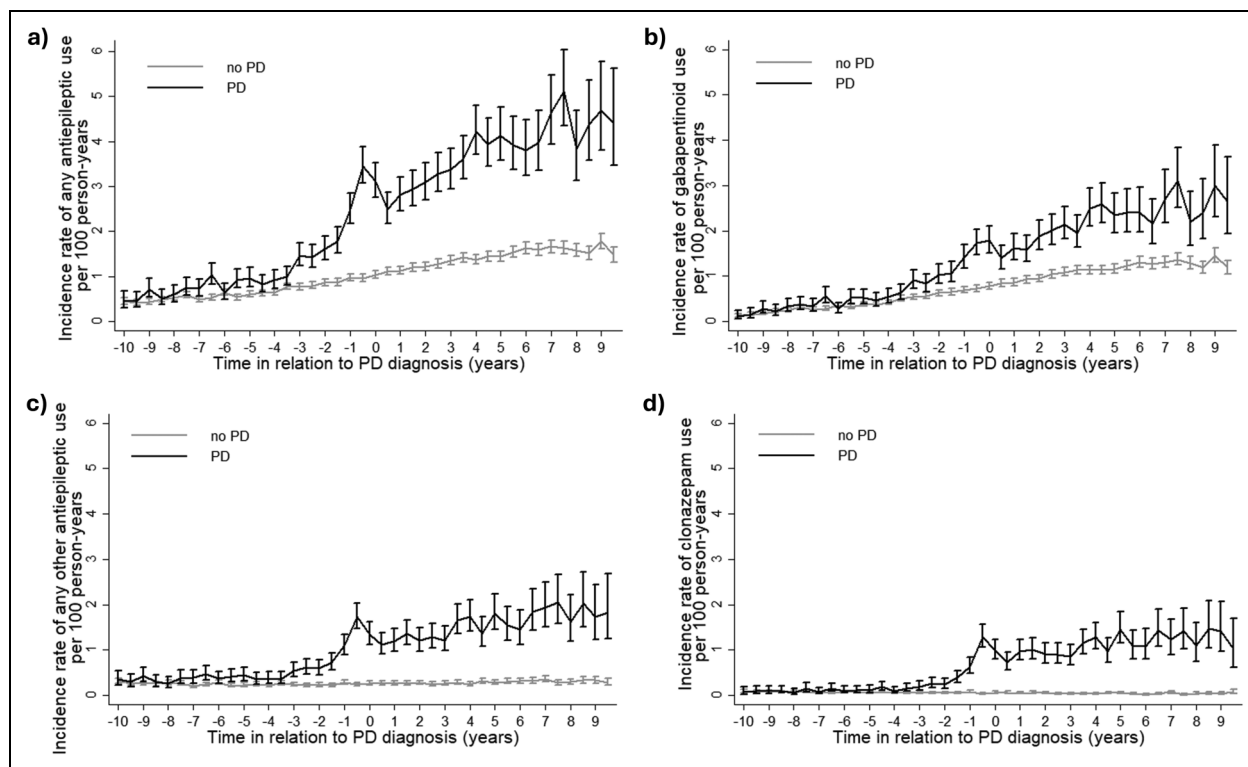 a)
Incidence rate of any antiepileptic use
per 100 person-years
no PD
PD
6
5
4
3
2
1
0
-10 -9 -8 -7 -6 -5 -4 -3 -2 -1 0 1 2 3 4 5 6 7 8 9
Time in relation to PD diagnosis (years)
b)
Incidence rate of gabapentinoid use
per 100 person-years
no PD
PD
6
5
4
3
2
1
0
-10 -9 -8 -7 -6 -5 -4 -3 -2 -1 0 1 2 3 4 5 6 7 8 9
Time in relation to PD diagnosis (years)
c)
Incidence rate of any other antiepileptic use
per 100 person-years
no PD
PD
6
5
4
3
2
1
0
-10 -9 -8 -7 -6 -5 -4 -3 -2 -1 0 1 2 3 4 5 6 7 8 9
Time in relation to PD diagnosis (years)
d)
Incidence rate of clonazepam use
per 100 person-years
no PD
PD
6
5
4
3
2
1
0
-10 -9 -8 -7 -6 -5 -4 -3 -2 -1 0 1 2 3 4 5 6 7 8 9
Time in relation to PD diagnosis (years)